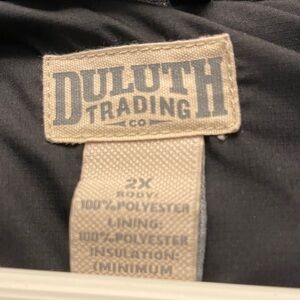 DULUTH
TRADING
CO
2X
BODY:
100% POLYESTER
LINING:
100% POLYESTER
INSULATION:
(MINIMUM